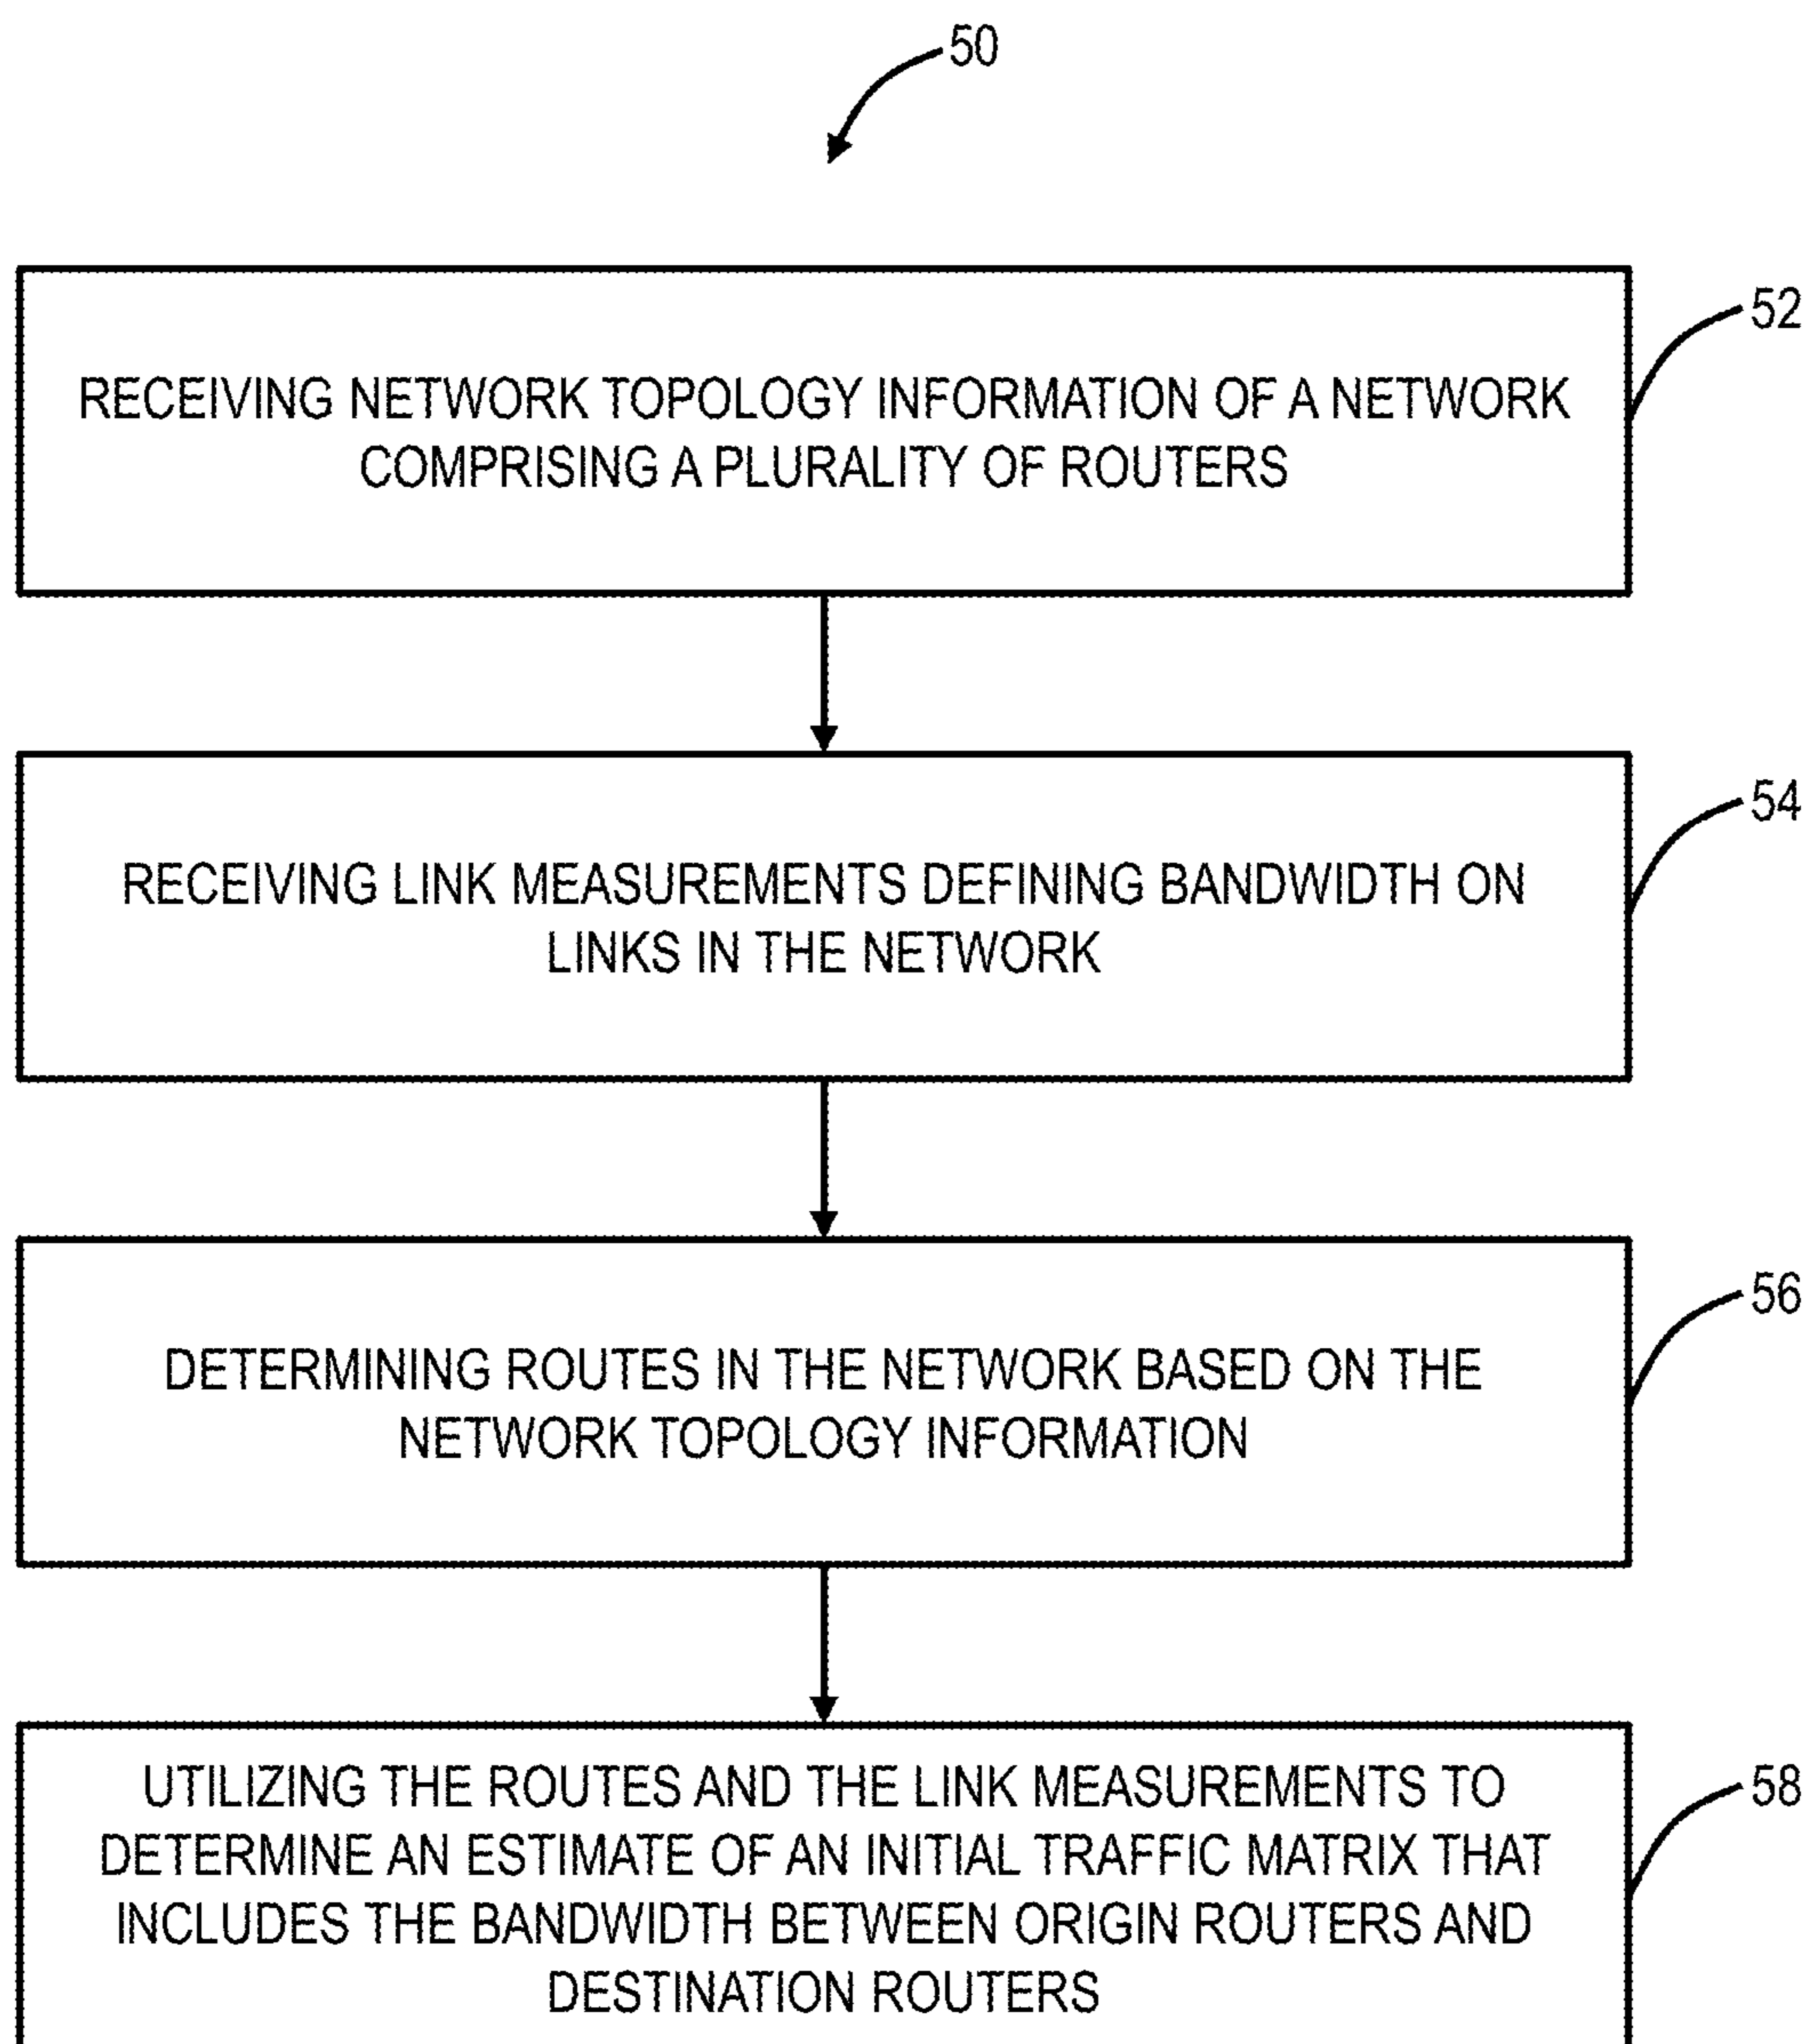 50
52
RECEIVING NETWORK TOPOLOGY INFORMATION OF A NETWORK
COMPRISING A PLURALITY OF ROUTERS
54
RECEIVING LINK MEASUREMENTS DEFINING BANDWIDTH ON
LINKS IN THE NETWORK
56
DETERMINING ROUTES IN THE NETWORK BASED ON THE
NETWORK TOPOLOGY INFORMATION
58
UTILIZING THE ROUTES AND THE LINK MEASUREMENTS TO
DETERMINE AN ESTIMATE OF AN INITIAL TRAFFIC MATRIX THAT
INCLUDES THE BANDWIDTH BETWEEN ORIGIN ROUTERS AND
DESTINATION ROUTERS